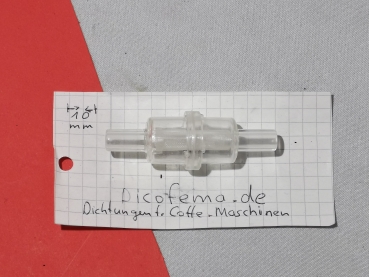 10
mm
Dicofema.de
Dichtungen f. Coffe-Maschinen